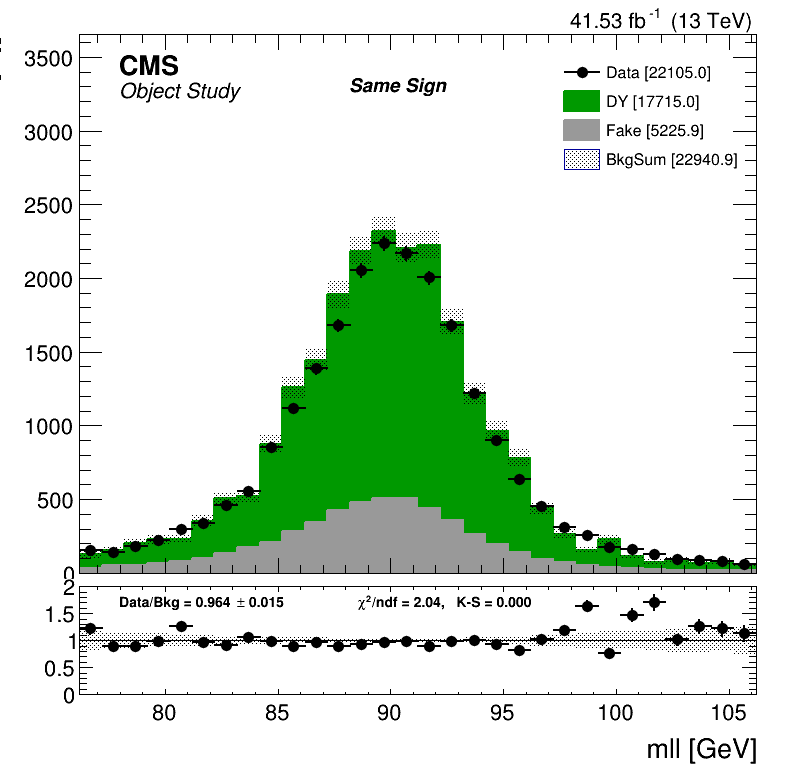 41.53 fb⁻¹ (13 TeV)
CMS
Object Study
Same Sign
Data [22105.0]
DY [17715.0]
Fake [5225.9]
BkgSum [22940.9]
3500
3000
2500
2000
1500
1000
500
0
2
1.5
1
0.5
0
Data/Bkg = 0.964 ± 0.015
χ²/ndf = 2.04, K-S = 0.000
80
85
90
95
100
105
mll [GeV]